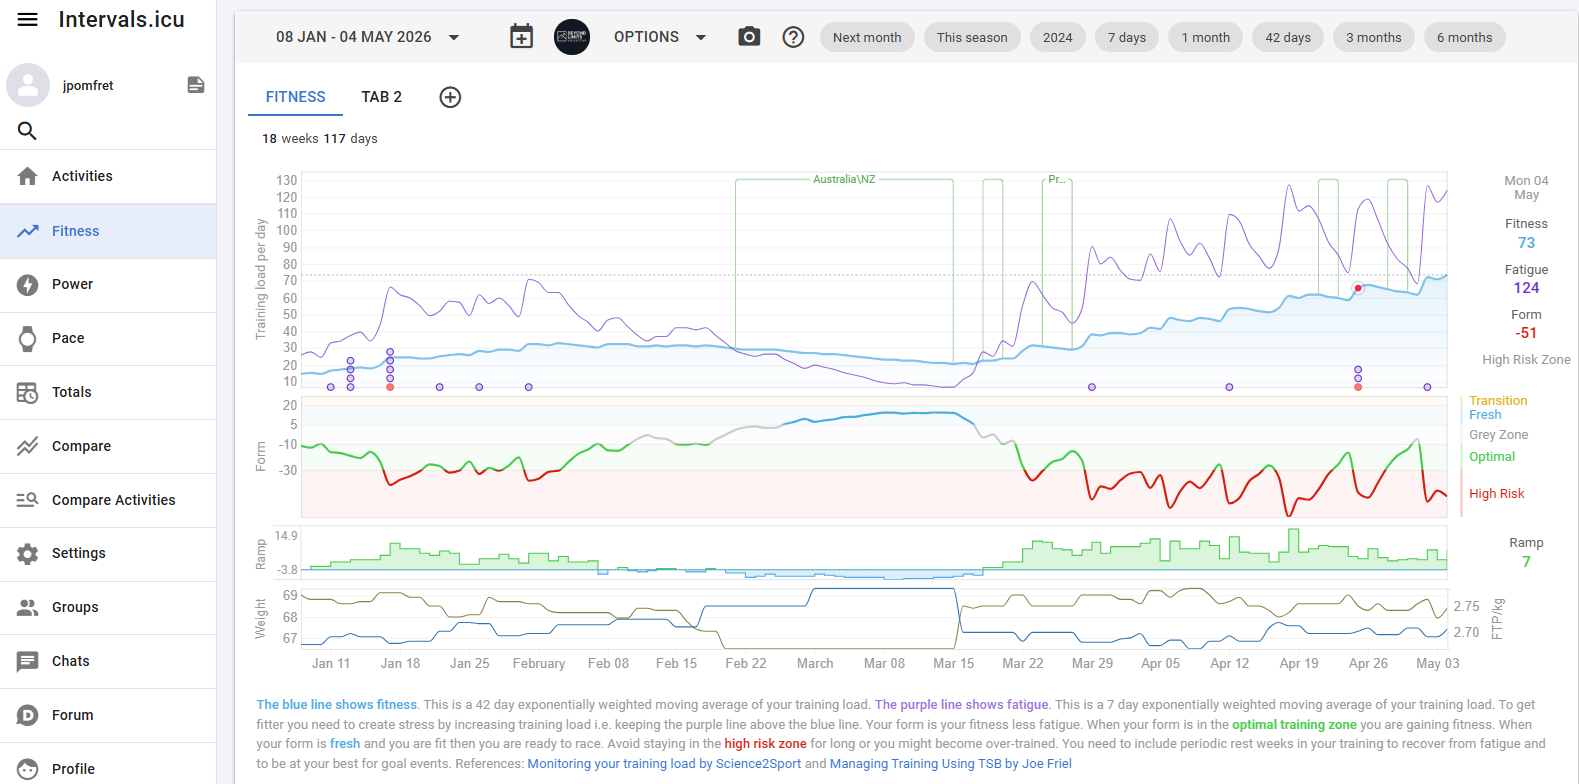 Intervals.icu
08 JAN - 04 MAY 2026
OPTIONS
Next month
This season
2024
7 days
1 month
42 days
3 months
6 months
jpomfret
Activities
Fitness
Power
Pace
Totals
Compare
Compare Activities
Settings
Groups
Chats
Forum
Profile
FITNESS
TAB 2
18 weeks 117 days
Training load per day
130
120
110
100
90
80
70
60
50
40
30
20
10
Australia\NZ
Pr...
Mon 04
May
Fitness
73
Fatigue
124
Form
-51
High Risk Zone
Form
20
5
-10
-30
Transition
Fresh
Grey Zone
Optimal
High Risk
Ramp
14.9
-3.8
Ramp
7
Weight
69
68
67
2.75
2.70
FTP/kg
Jan 11
Jan 18
Jan 25
February
Feb 08
Feb 15
Feb 22
March
Mar 08
Mar 15
Mar 22
Mar 29
Apr 05
Apr 12
Apr 19
Apr 26
May 03
The blue line shows fitness. This is a 42 day exponentially weighted moving average of your training load. The purple line shows fatigue. This is a 7 day exponentially weighted moving average of your training load. To get
fitter you need to create stress by increasing training load i.e. keeping the purple line above the blue line. Your form is your fitness less fatigue. When your form is in the optimal training zone you are gaining fitness. When
your form is fresh and you are fit then you are ready to race. Avoid staying in the high risk zone for long or you might become over-trained. You need to include periodic rest weeks in your training to recover from fatigue and
to be at your best for goal events. References: Monitoring your training load by Science2Sport and Managing Training Using TSB by Joe Friel